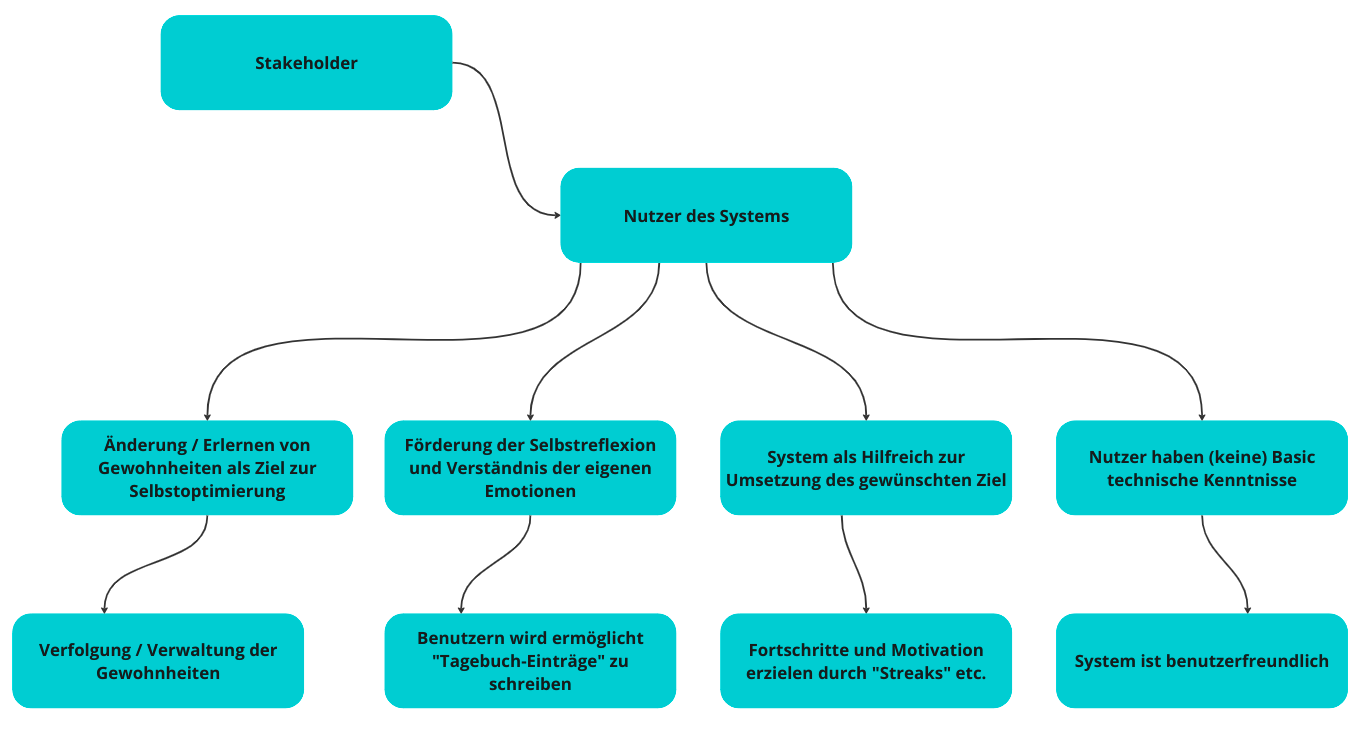 Stakeholder
Nutzer des Systems
Änderung / Erlernen von
Gewohnheiten als Ziel zur
Selbstoptimierung
Förderung der Selbstreflexion
und Verständnis der eigenen
Emotionen
System als Hilfreich zur
Umsetzung des gewünschten Ziel
Nutzer haben (keine) Basic
technische Kenntnisse
Verfolgung / Verwaltung der
Gewohnheiten
Benutzern wird ermöglicht
"Tagebuch-Einträge" zu
schreiben
Fortschritte und Motivation
erzielen durch "Streaks" etc.
System ist benutzerfreundlich